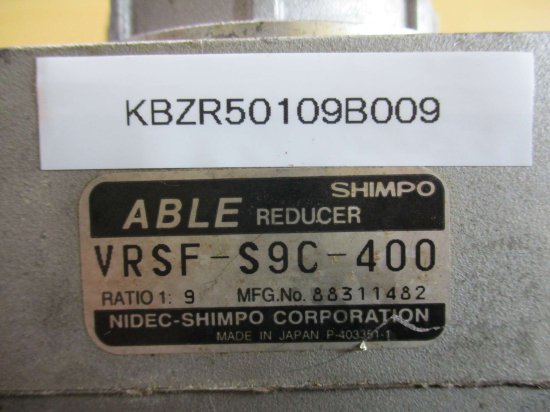 KBZR50109B009
SHIMPO
ABLE REDUCER
VRSF-S9C-400
RATIO 1: 9 MFG.No. 88311482
NIDEC-SHIMPO CORPORATION
MADE IN JAPAN P-403351-1